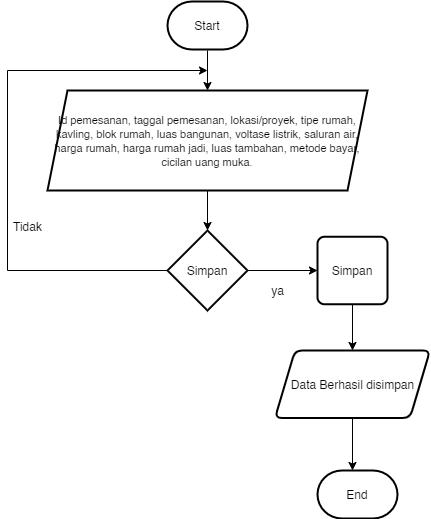 Start
Id pemesanan, taggal pemesanan, lokasi/proyek, tipe rumah,
kavling, blok rumah, luas bangunan, voltase listrik, saluran air,
harga rumah, harga rumah jadi, luas tambahan, metode bayar,
cicilan uang muka.
Tidak
Simpan
ya
Simpan
Data Berhasil disimpan
End